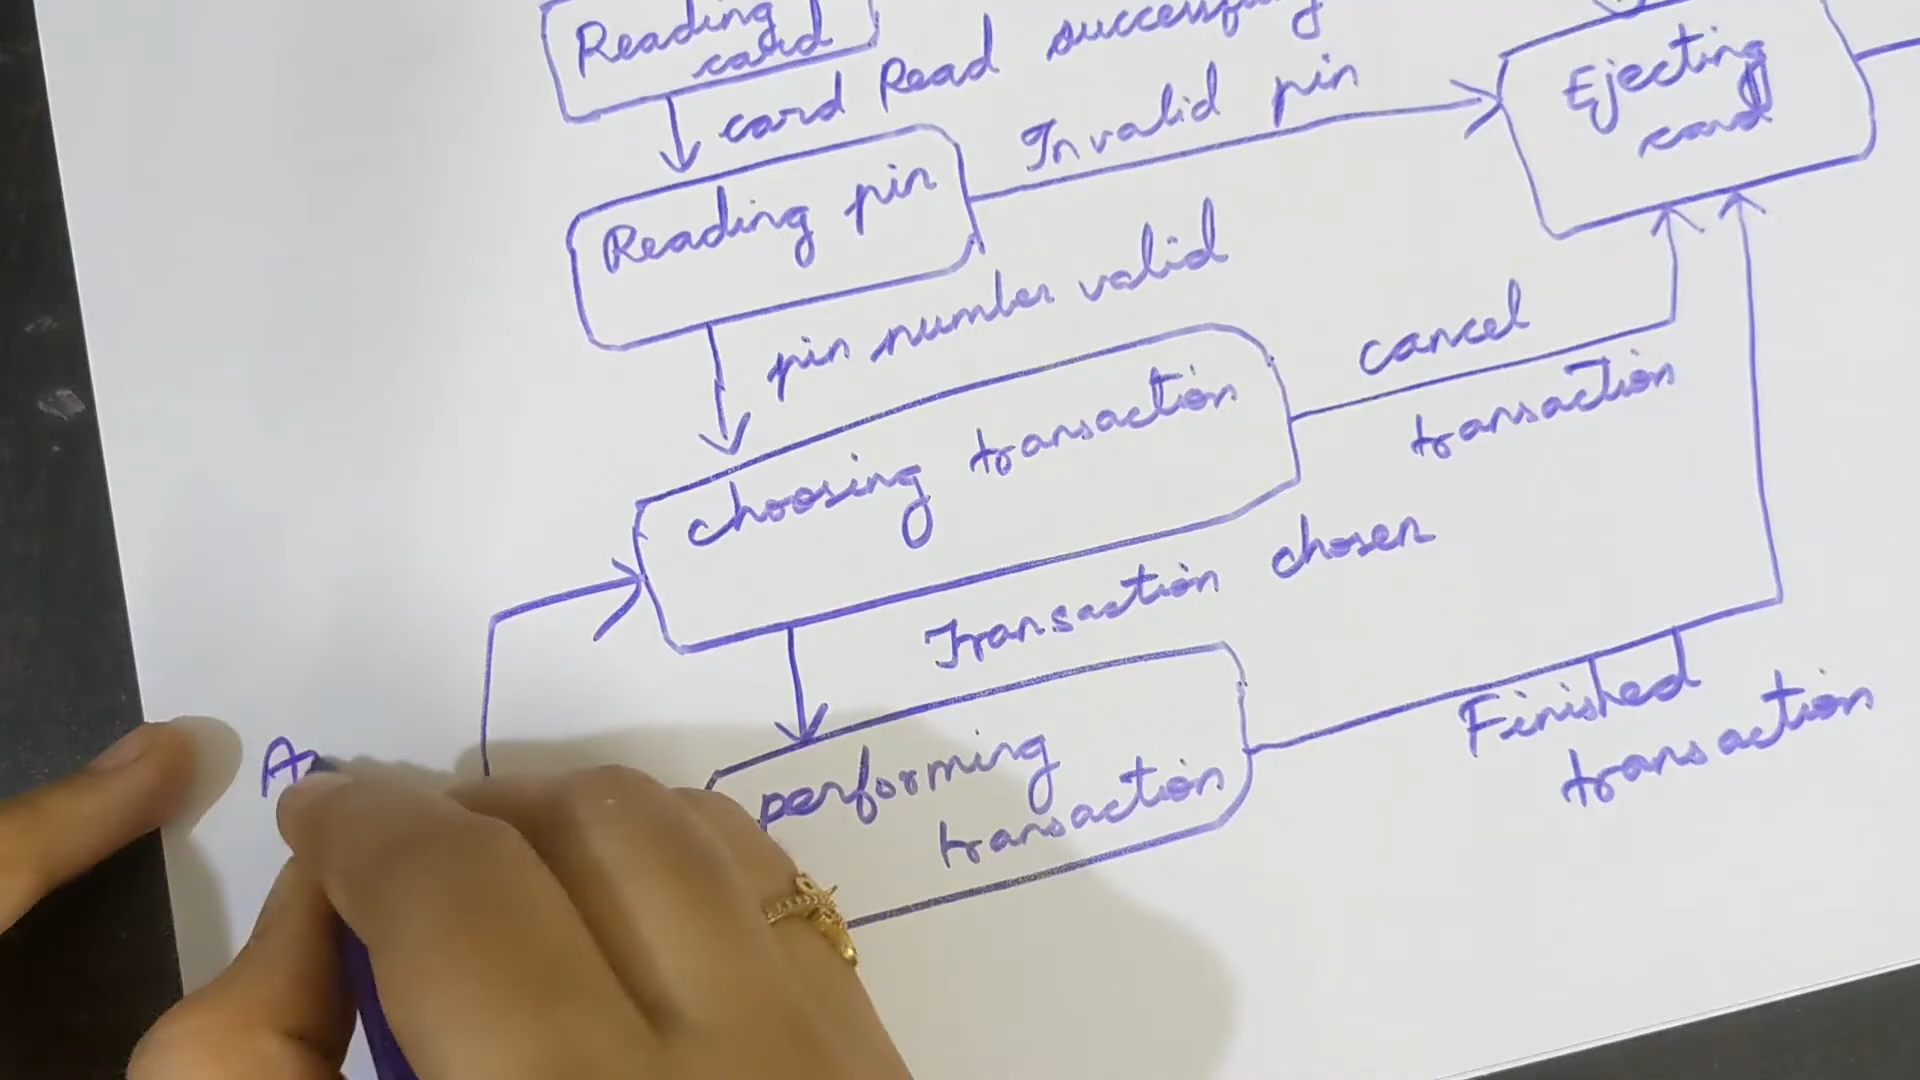 Reading
card
card Read successfully
Invalid pin
Ejecting
card
Reading pin
pin number valid
cancel
transaction
choosing transaction
Transaction chosen
performing
transaction
Finished
transaction